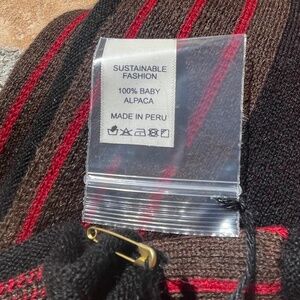 SUSTAINABLE
FASHION
100% BABY
ALPACA
MADE IN PERU